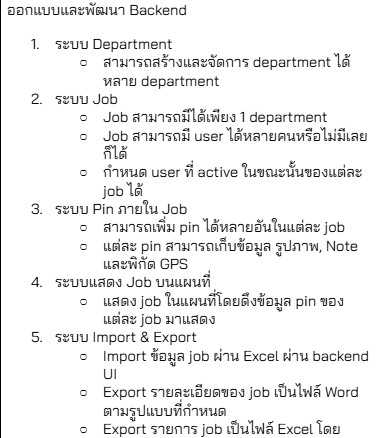 ออกแบบและพัฒนา Backend
1. ระบบ Department
○ สามารถสร้างและจัดการ department ได้
หลาย department
2. ระบบ Job
○ Job สามารถมีได้เพียง 1 department
○ Job สามารถมี user ได้หลายคนหรือไม่มีเลย
ก็ได้
○ กำหนด user ที่ active ในขณะนั้นของแต่ละ
job ได้
3. ระบบ Pin ภายใน Job
○ สามารถเพิ่ม pin ได้หลายอันในแต่ละ job
○ แต่ละ pin สามารถเก็บข้อมูล รูปภาพ, Note
และพิกัด GPS
4. ระบบแสดง Job บนแผนที่
○ แสดง job ในแผนที่โดยดึงข้อมูล pin ของ
แต่ละ job มาแสดง
5. ระบบ Import & Export
○ Import ข้อมูล job ผ่าน Excel ผ่าน backend
UI
○ Export รายละเอียดของ job เป็นไฟล์ Word
ตามรูปแบบที่กำหนด
○ Export รายการ job เป็นไฟล์ Excel โดย